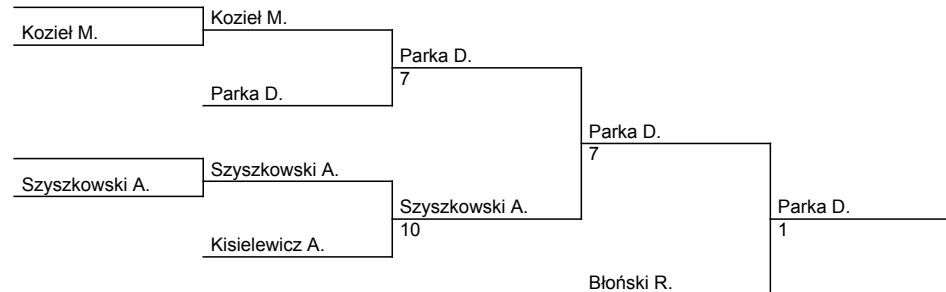 Kozieł M.
Kozieł M.
Parka D.
7
Parka D.
Parka D.
7
Szyszkowski A.
Szyszkowski A.
Szyszkowski A.
10
Parka D.
1
Kisielewicz A.
Błoński R.